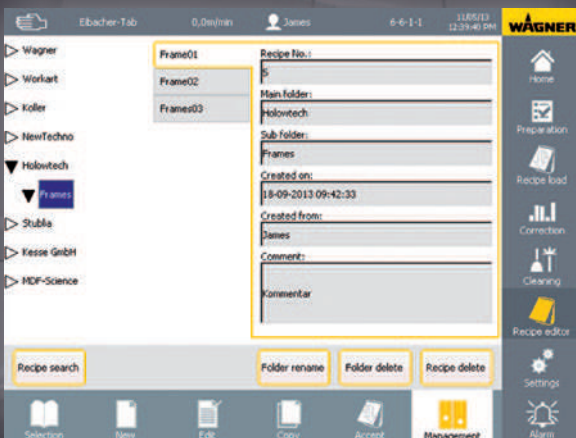 Eibacher-Tab 0,0m/min James 6-6-1-1 11/05/13
12:39:40 PM
WAGNER
Wagner
Workart
Koller
NewTechno
Holowtech
Frames
Stublia
Kesse GmbH
MDF-Science
Frame01
Frame02
Frames03
Recipe No.:
5
Main folder:
Holowtech
Sub folder:
Frames
Created on:
18-09-2013 09:42:33
Created from:
James
Comment:
Kommentar
Home
Preparation
Recipe load
Correction
Cleaning
Recipe editor
Settings
Alarm
Recipe search Folder rename Folder delete Recipe delete
Selection New Edit Copy Accept Management